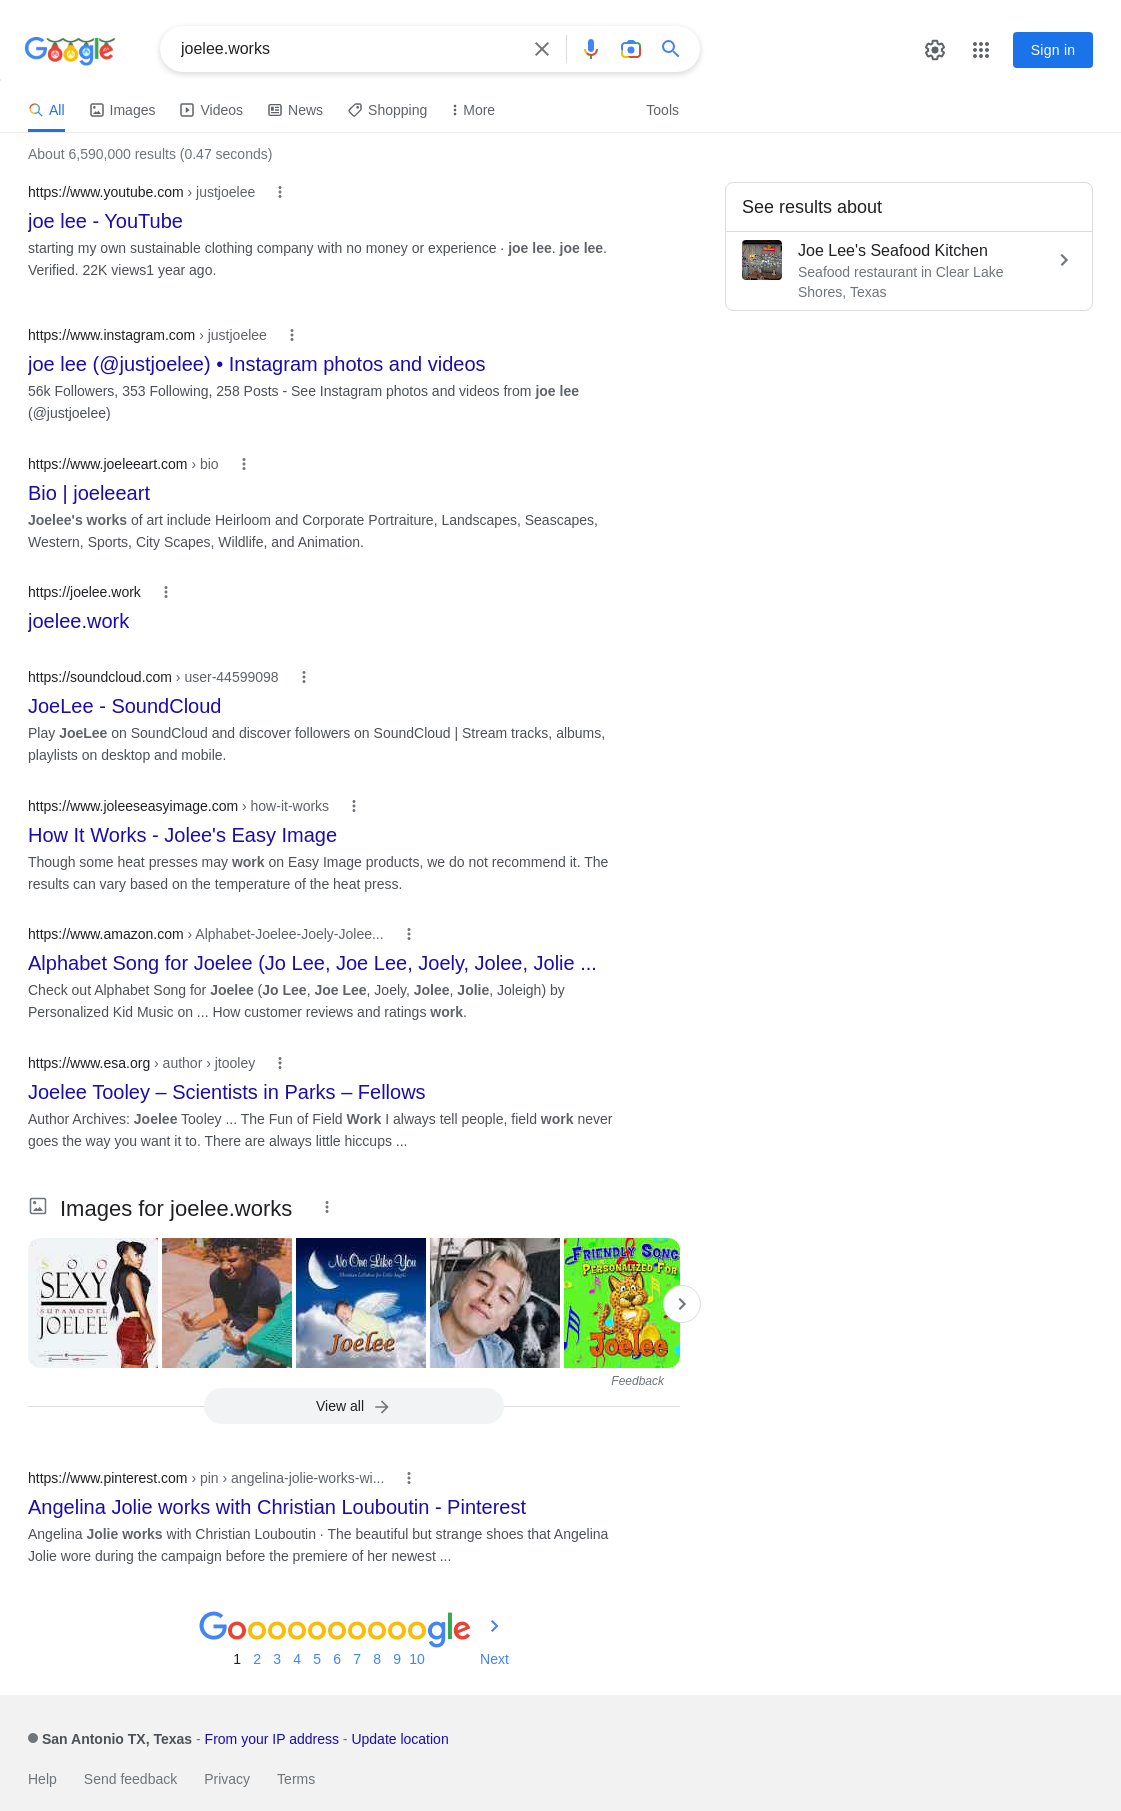 Google
joelee.works
Sign in
All
Images
Videos
News
Shopping
More
Tools
About 6,590,000 results (0.47 seconds)
https://www.youtube.com › justjoelee
joe lee - YouTube
starting my own sustainable clothing company with no money or experience · joe lee. joe lee.
Verified. 22K views1 year ago.
See results about
Joe Lee's Seafood Kitchen
Seafood restaurant in Clear Lake
Shores, Texas
https://www.instagram.com › justjoelee
joe lee (@justjoelee) • Instagram photos and videos
56k Followers, 353 Following, 258 Posts - See Instagram photos and videos from joe lee
(@justjoelee)
https://www.joeleeart.com › bio
Bio | joeleeart
Joelee's works of art include Heirloom and Corporate Portraiture, Landscapes, Seascapes,
Western, Sports, City Scapes, Wildlife, and Animation.
https://joelee.work
joelee.work
https://soundcloud.com › user-44599098
JoeLee - SoundCloud
Play JoeLee on SoundCloud and discover followers on SoundCloud | Stream tracks, albums,
playlists on desktop and mobile.
https://www.joleeseasyimage.com › how-it-works
How It Works - Jolee's Easy Image
Though some heat presses may work on Easy Image products, we do not recommend it. The
results can vary based on the temperature of the heat press.
https://www.amazon.com › Alphabet-Joelee-Joely-Jolee...
Alphabet Song for Joelee (Jo Lee, Joe Lee, Joely, Jolee, Jolie ...
Check out Alphabet Song for Joelee (Jo Lee, Joe Lee, Joely, Jolee, Jolie, Joleigh) by
Personalized Kid Music on ... How customer reviews and ratings work.
https://www.esa.org › author › jtooley
Joelee Tooley – Scientists in Parks – Fellows
Author Archives: Joelee Tooley ... The Fun of Field Work I always tell people, field work never
goes the way you want it to. There are always little hiccups ...
Images for joelee.works
SOO
SEXY
SUPAMODEL
JOELEE
No One Like You
Christian Lullabies for Little Angels
Joelee
FRIENDLY SONG
PERSONALIZED FOR
Joelee
Feedback
View all
https://www.pinterest.com › pin › angelina-jolie-works-wi...
Angelina Jolie works with Christian Louboutin - Pinterest
Angelina Jolie works with Christian Louboutin · The beautiful but strange shoes that Angelina
Jolie wore during the campaign before the premiere of her newest ...
Goooooooooogle
1 2 3 4 5 6 7 8 9 10 Next
San Antonio TX, Texas - From your IP address - Update location
Help
Send feedback
Privacy
Terms